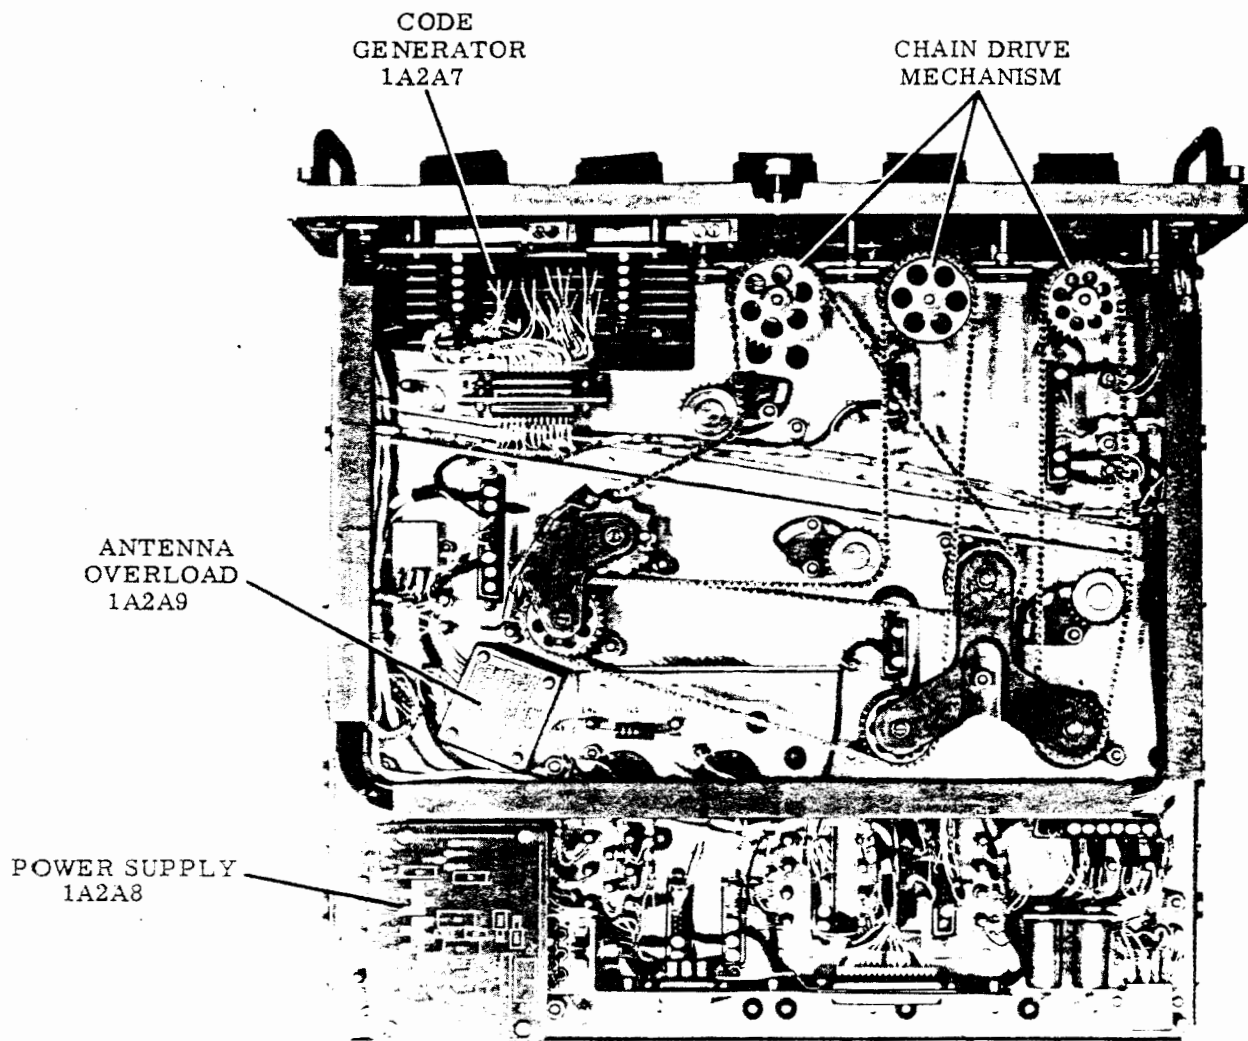 CODE
GENERATOR
1A2A7
CHAIN DRIVE
MECHANISM
ANTENNA
OVERLOAD
1A2A9
POWER SUPPLY
1A2A8